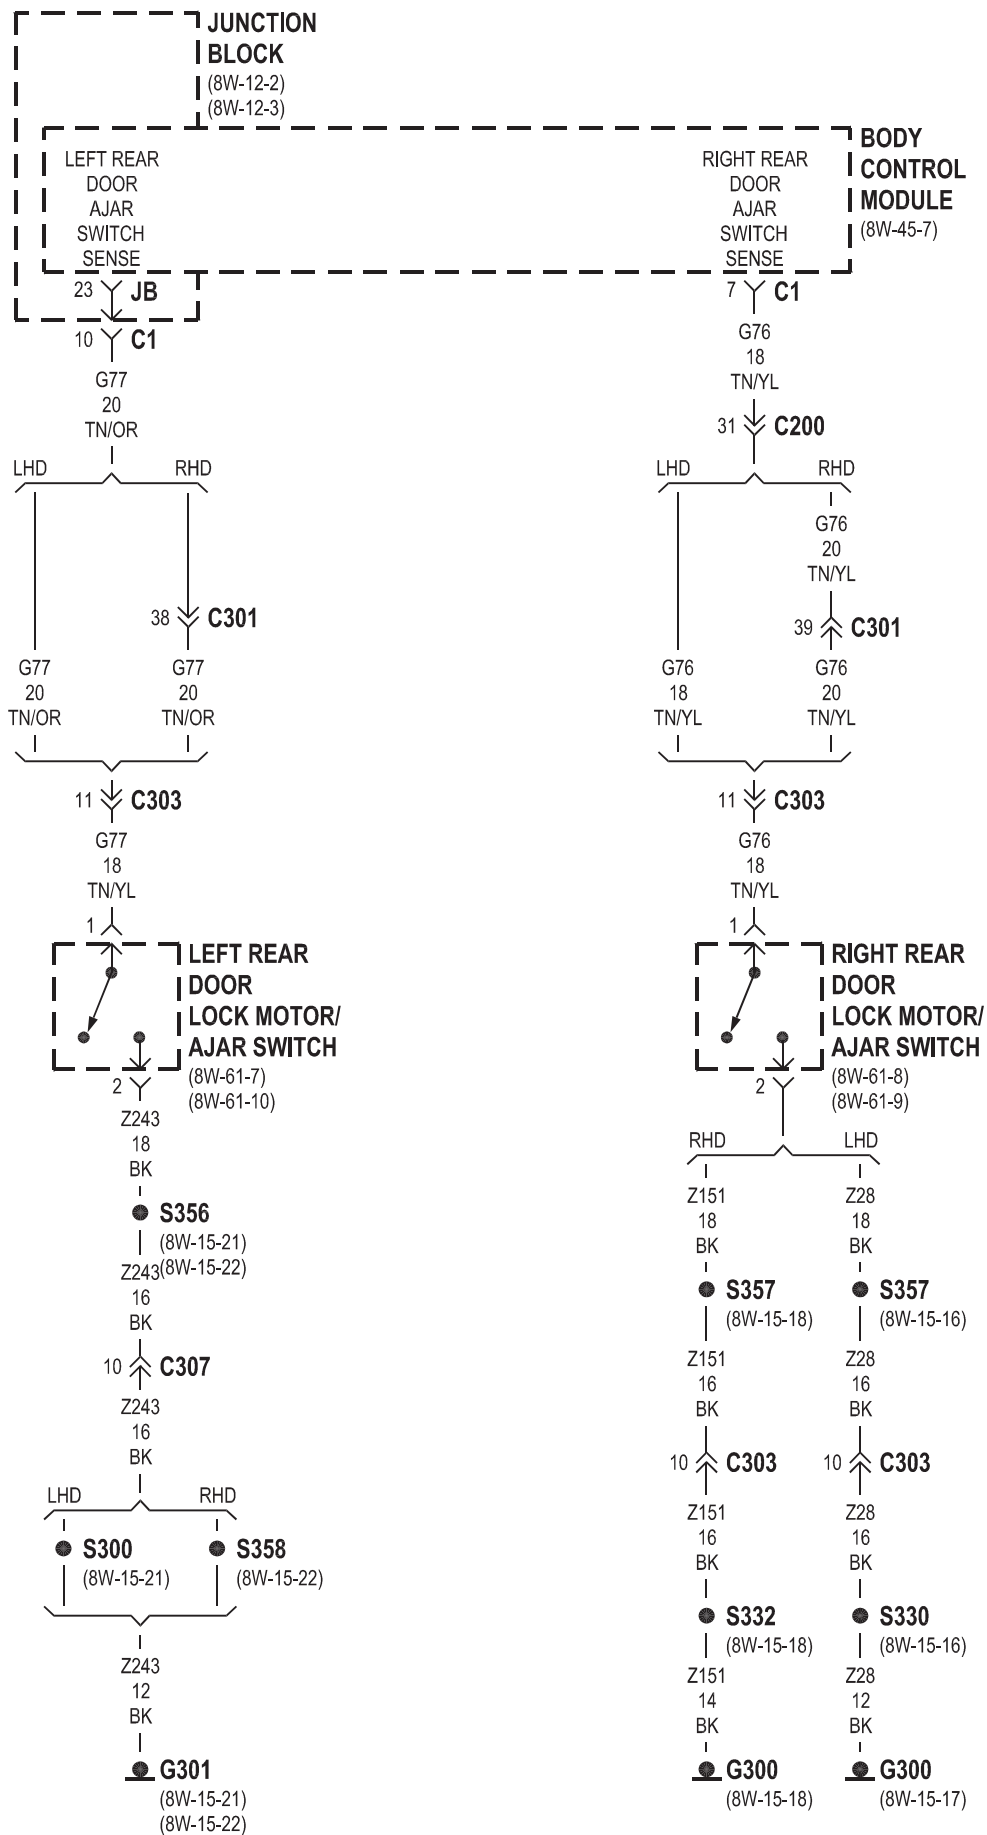 JUNCTION
BLOCK
(8W-12-2)
(8W-12-3)
BODY
CONTROL
MODULE
(8W-45-7)
LEFT REAR
DOOR
AJAR
SWITCH
SENSE
RIGHT REAR
DOOR
AJAR
SWITCH
SENSE
23 JB
10 C1
G77
20
TN/OR
LHD RHD
38 C301
G77
20
TN/OR
G77
20
TN/OR
11 C303
G77
18
TN/YL
1
LEFT REAR
DOOR
LOCK MOTOR/
AJAR SWITCH
(8W-61-7)
(8W-61-10)
2
Z243
18
BK
S356
(8W-15-21)
(8W-15-22)
Z243
16
BK
10 C307
Z243
16
BK
LHD RHD
S300
(8W-15-21)
S358
(8W-15-22)
Z243
12
BK
G301
(8W-15-21)
(8W-15-22)
7 C1
G76
18
TN/YL
31 C200
LHD RHD
G76
20
TN/YL
39 C301
G76
18
TN/YL
G76
20
TN/YL
11 C303
G76
18
TN/YL
1
RIGHT REAR
DOOR
LOCK MOTOR/
AJAR SWITCH
(8W-61-8)
(8W-61-9)
2
RHD LHD
Z151
18
BK
S357
(8W-15-18)
Z151
16
BK
10 C303
Z151
16
BK
S332
(8W-15-18)
Z151
14
BK
G300
(8W-15-18)
Z28
18
BK
S357
(8W-15-16)
Z28
16
BK
10 C303
Z28
16
BK
S330
(8W-15-16)
Z28
12
BK
G300
(8W-15-17)